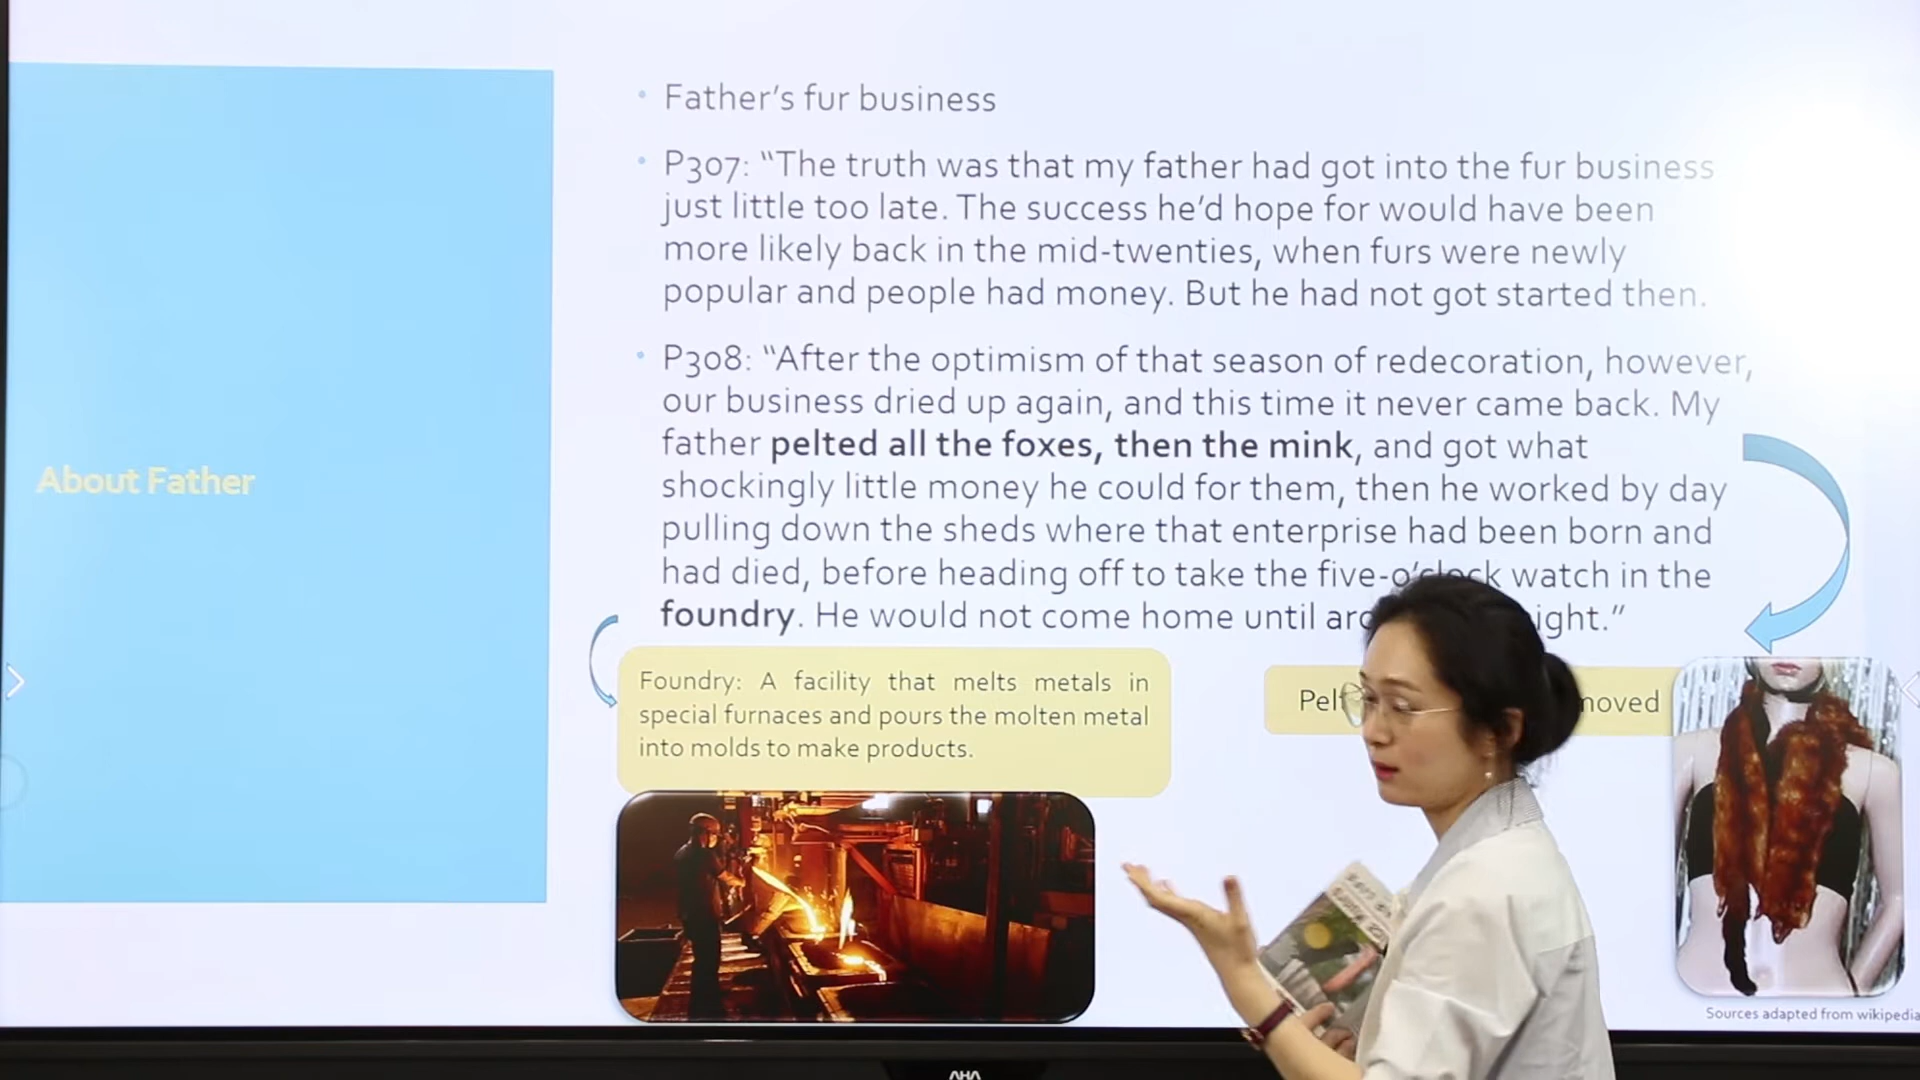 Father's fur business
P307: "The truth was that my father had got into the fur business
just little too late. The success he'd hope for would have been
more likely back in the mid-twenties, when furs were newly
popular and people had money. But he had not got started then.
P308: "After the optimism of that season of redecoration, however,
our business dried up again, and this time it never came back. My
father pelted all the foxes, then the mink, and got what
shockingly little money he could for them, then he worked by day
pulling down the sheds where that enterprise had been born and
had died, before heading off to take the five-o'clock watch in the
foundry. He would not come home until
About Father
Foundry: A facility that melts metals in
special furnaces and pours the molten metal
into molds to make products.
Sources adapted from wikipedia
AHA